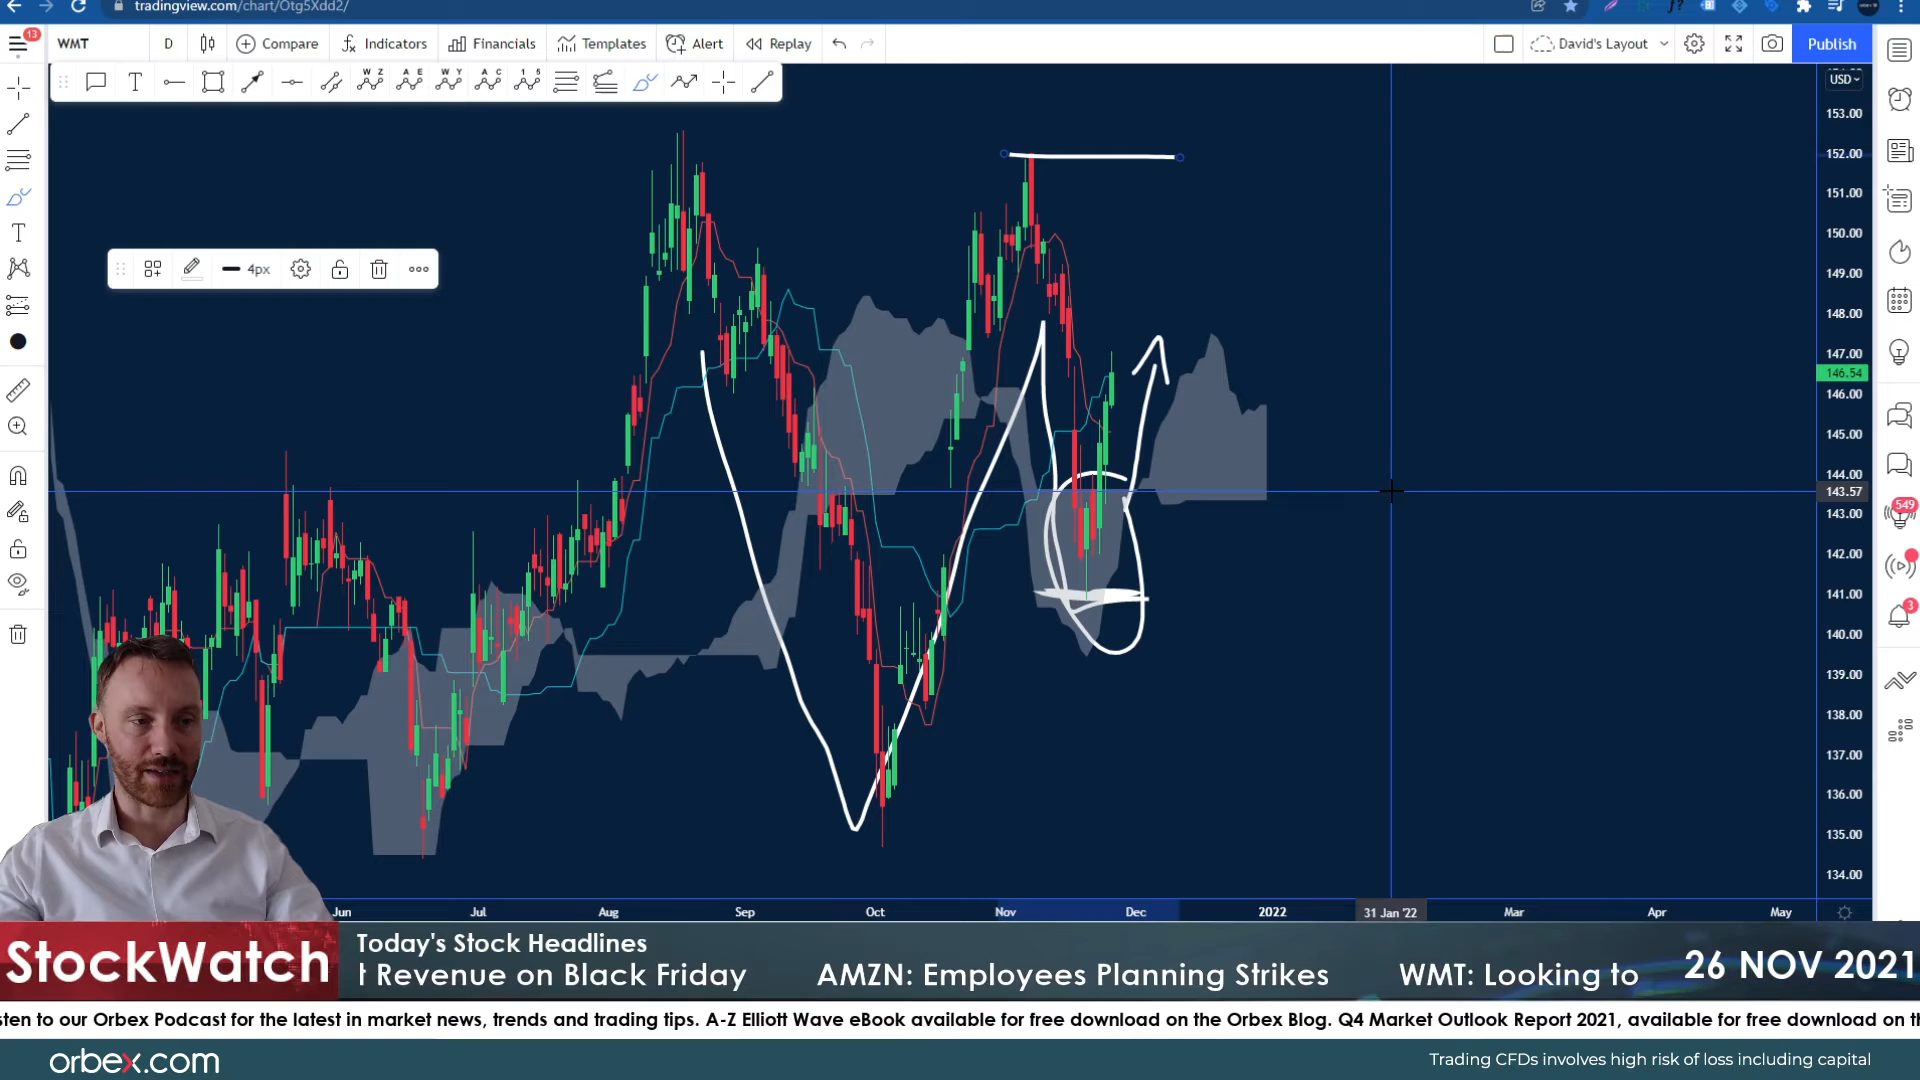 tradingview.com/chart/Otg5Xdd2/
13
WMT
D
Compare
Indicators
Financials
Templates
Alert
Replay
David's Layout
Publish
T
W Z
A E
W Y
A C
1 5
USD
153.00
152.00
151.00
150.00
149.00
148.00
147.00
146.54
146.00
145.00
144.00
143.57
143.00
142.00
141.00
140.00
139.00
138.00
137.00
136.00
135.00
134.00
4px
T
549
3
Jun
Jul
Aug
Sep
Oct
Nov
Dec
2022
31 Jan '22
Mar
Apr
May
StockWatch
Today's Stock Headlines
t Revenue on Black Friday AMZN: Employees Planning Strikes WMT: Looking to
26 NOV 2021
sten to our Orbex Podcast for the latest in market news, trends and trading tips. A-Z Elliott Wave eBook available for free download on the Orbex Blog. Q4 Market Outlook Report 2021, available for free download on th
orbex.com
Trading CFDs involves high risk of loss including capital